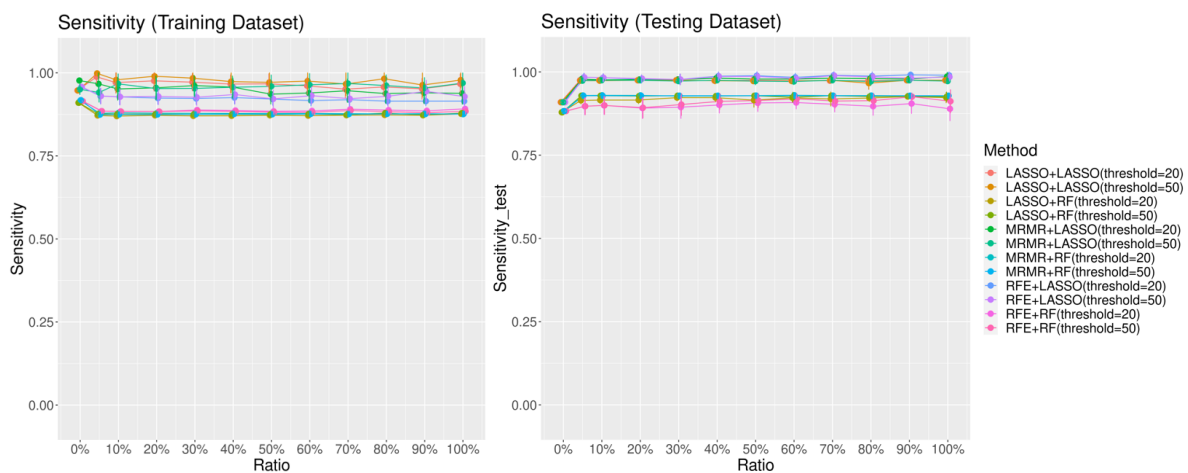 Sensitivity (Training Dataset)
Sensitivity
1.00
0.75
0.50
0.25
0.00
0% 10% 20% 30% 40% 50% 60% 70% 80% 90% 100%
Ratio
Sensitivity (Testing Dataset)
Sensitivity_test
1.00
0.75
0.50
0.25
0.00
0% 10% 20% 30% 40% 50% 60% 70% 80% 90% 100%
Ratio
Method
LASSO+LASSO(threshold=20)
LASSO+LASSO(threshold=50)
LASSO+RF(threshold=20)
LASSO+RF(threshold=50)
MRMR+LASSO(threshold=20)
MRMR+LASSO(threshold=50)
MRMR+RF(threshold=20)
MRMR+RF(threshold=50)
RFE+LASSO(threshold=20)
RFE+LASSO(threshold=50)
RFE+RF(threshold=20)
RFE+RF(threshold=50)